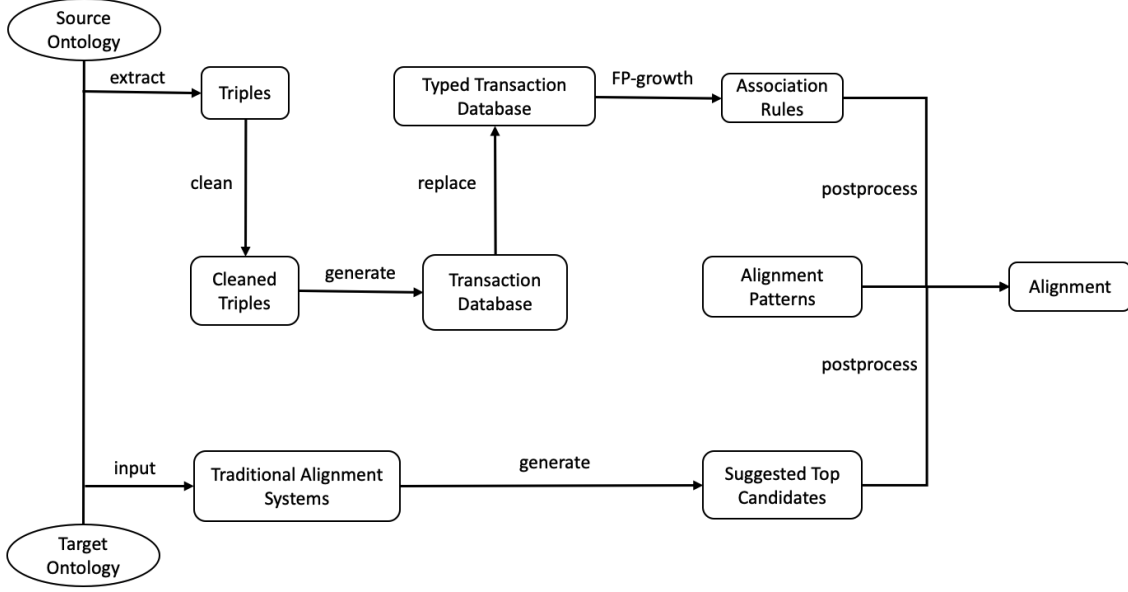 Source
Ontology
extract
Triples
Typed Transaction
Database
FP-growth
Association
Rules
clean
replace
postprocess
Cleaned
Triples
generate
Transaction
Database
Alignment
Patterns
Alignment
postprocess
input
Traditional Alignment
Systems
generate
Suggested Top
Candidates
Target
Ontology